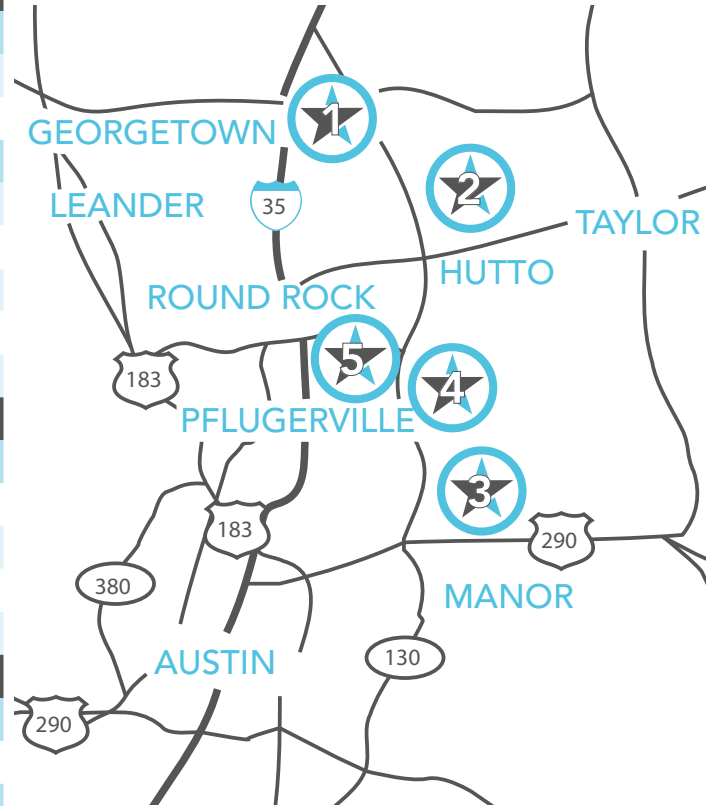 1
GEORGETOWN
2
LEANDER
35
TAYLOR
HUTTO
ROUND ROCK
5
183
4
PFLUGERVILLE
3
183
290
380
MANOR
130
AUSTIN
290